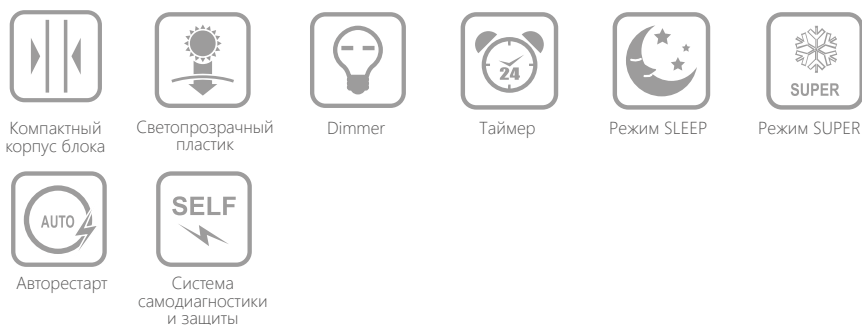 24
SUPER
Компактный
корпус блока
Светопрозрачный
пластик
Dimmer
Таймер
Режим SLEEP
Режим SUPER
AUTO
SELF
Авторестарт
Система
самодиагностики
и защиты